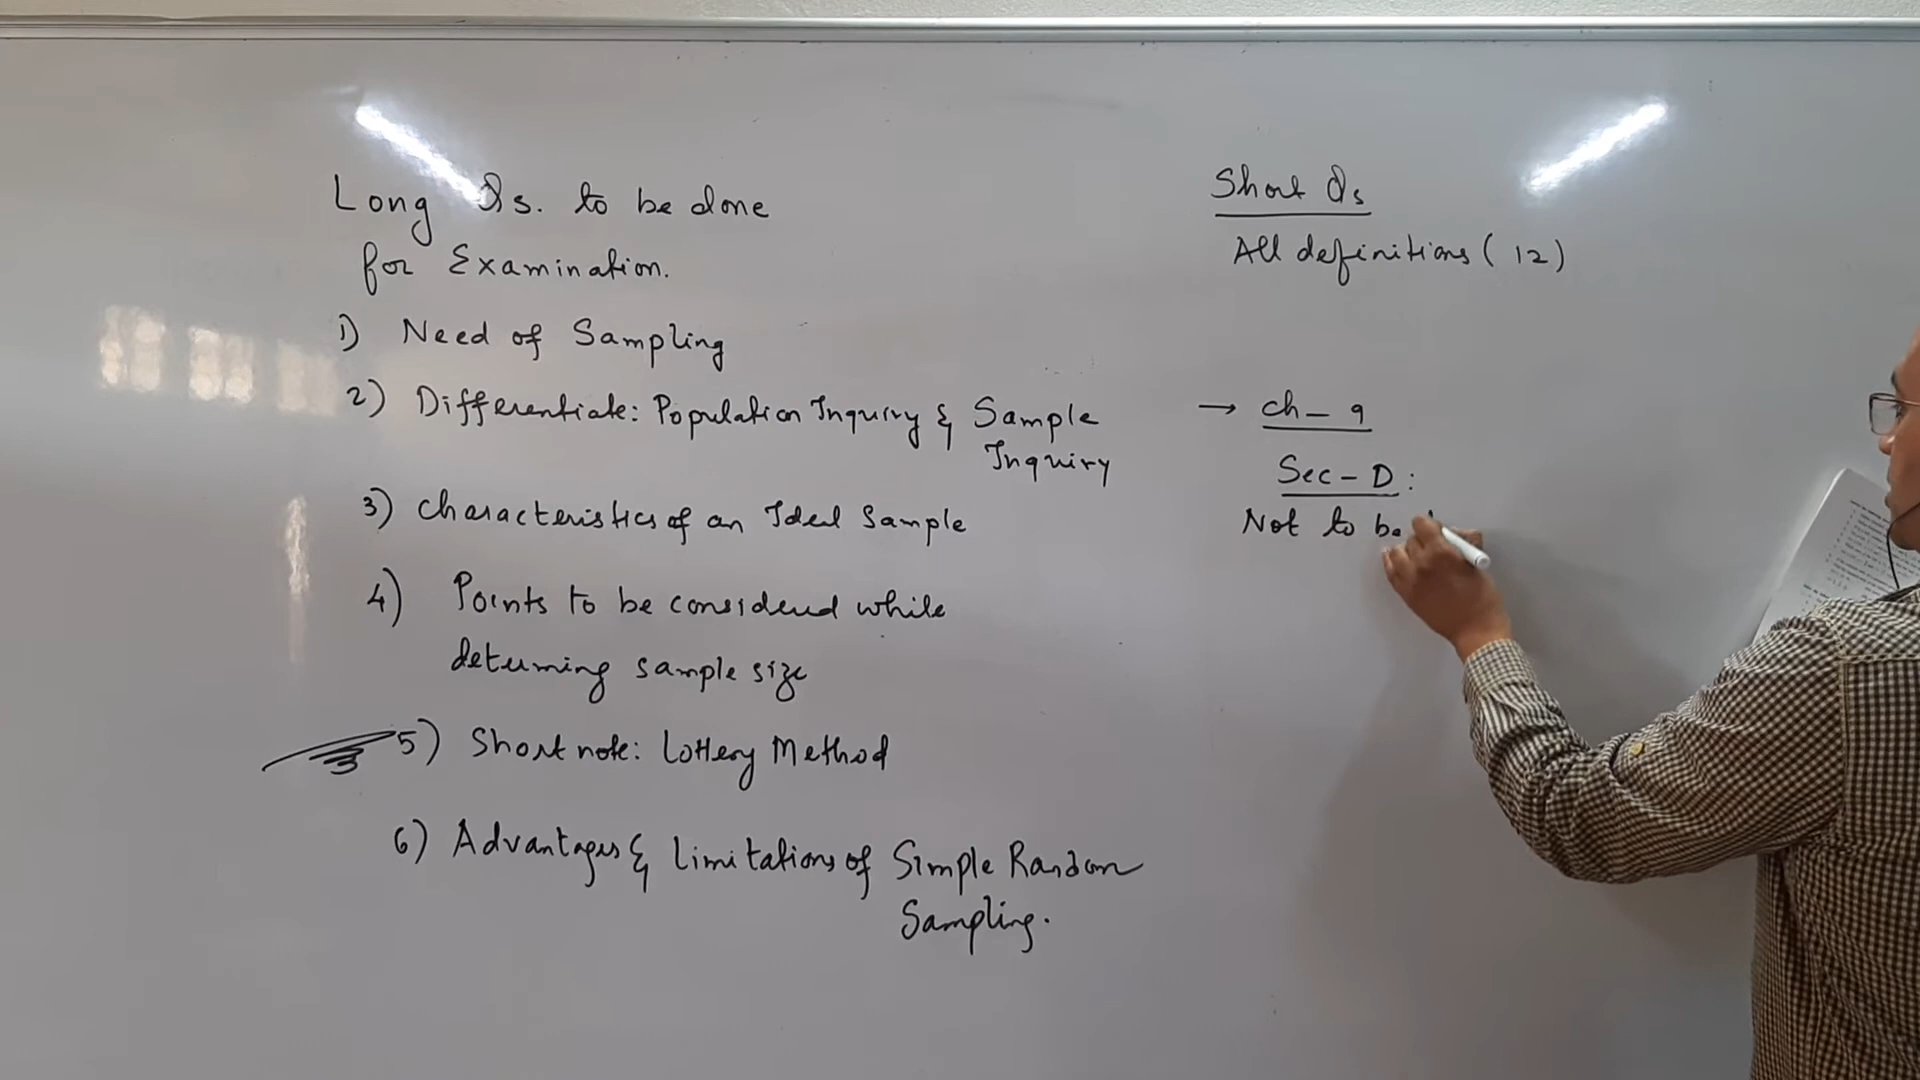 Long Qs. to be done
for Examination.
1) Need of Sampling
2) Differentiate: Population Inquiry & Sample
Inquiry
3) Characteristics of an Ideal Sample
4) Points to be considered while
determing sample size
5) Short note: Lottery Method
6) Advantages & Limitations of Simple Random
Sampling.
Short Qs
All definitions (12)
→ Ch - 9
Sec - D:
Not to be